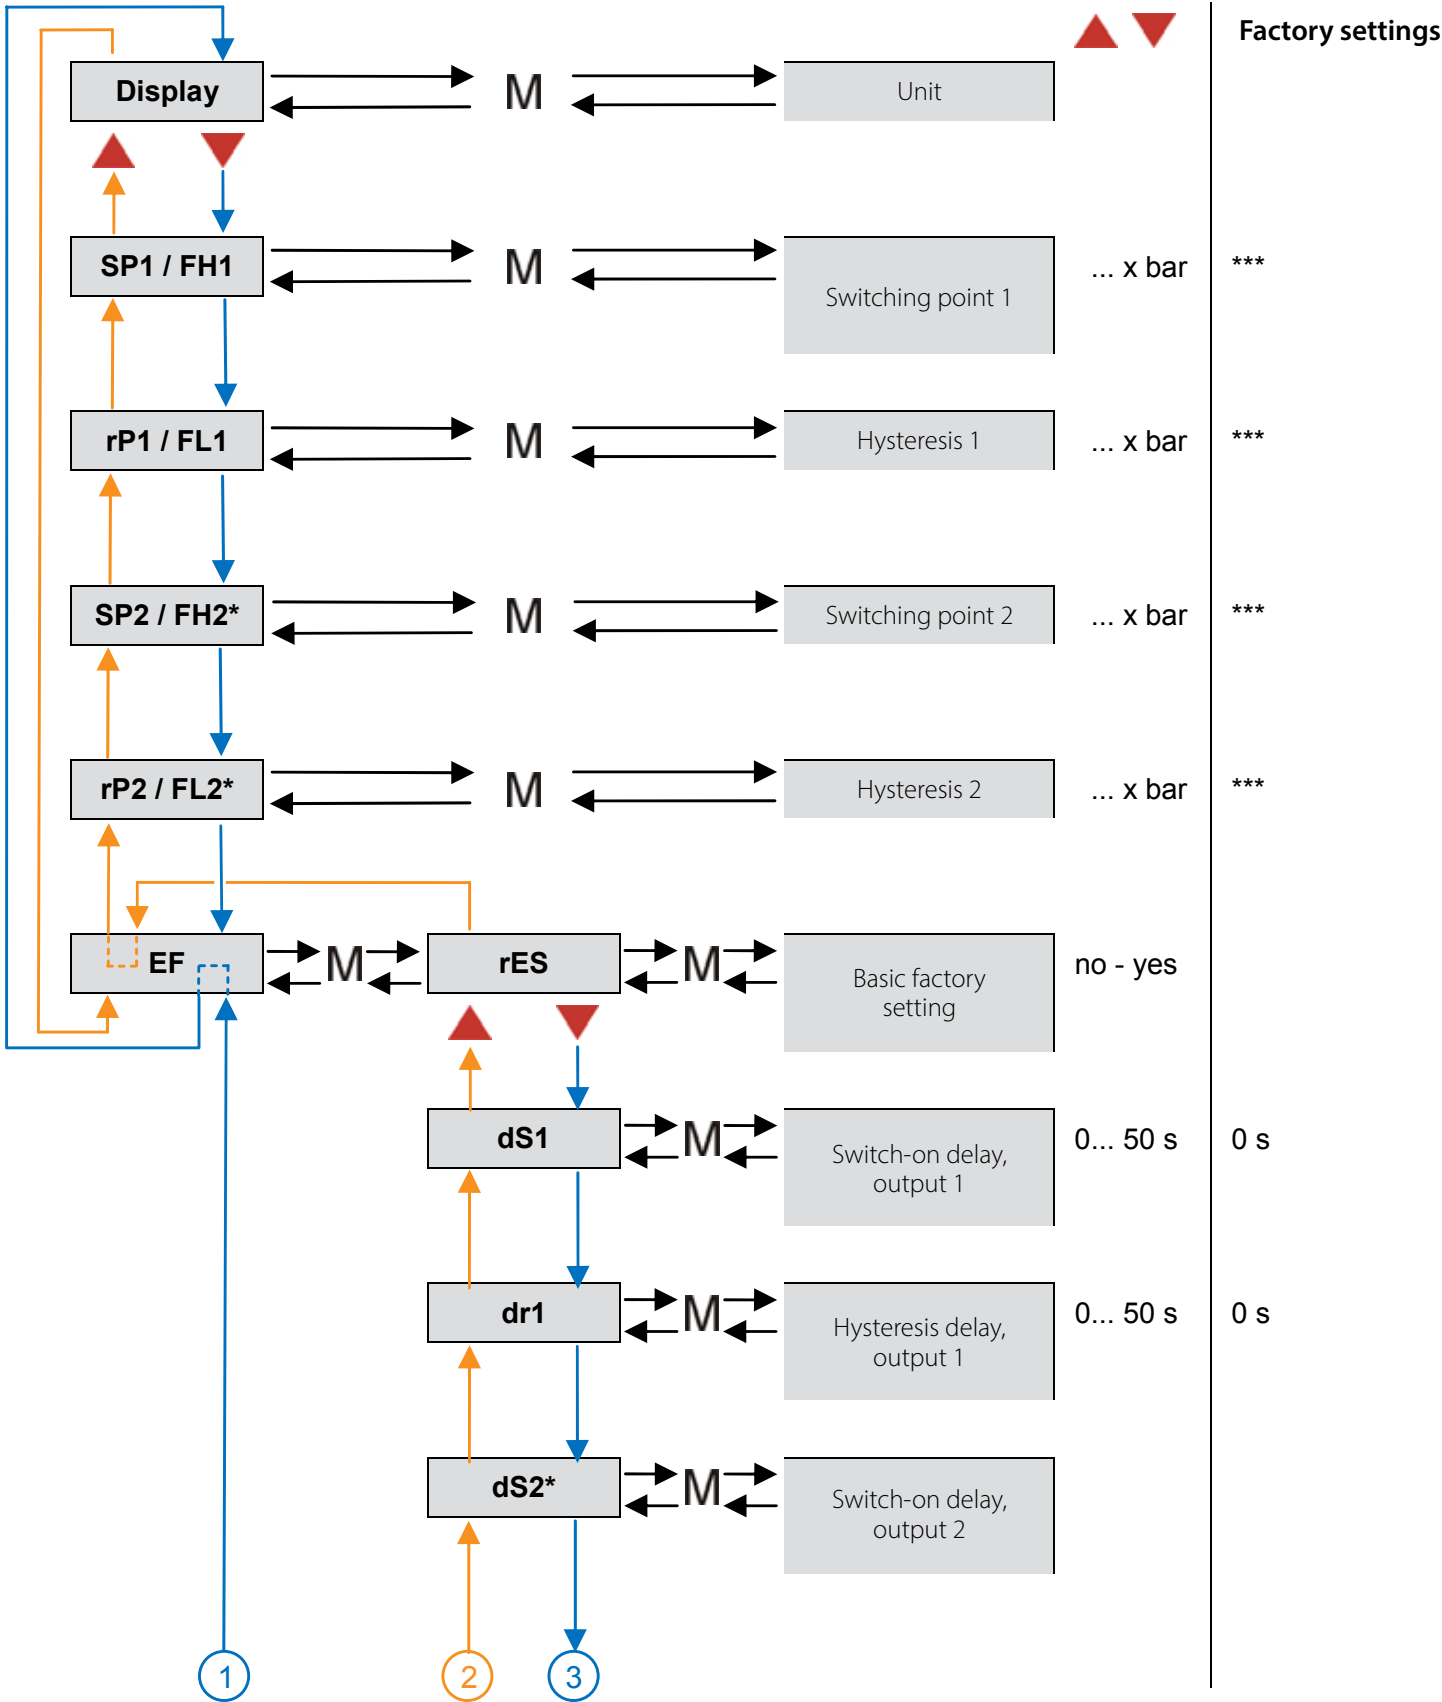 Factory settings
Display M Unit
SP1 / FH1 M Switching point 1 ... x bar ***
rP1 / FL1 M Hysteresis 1 ... x bar ***
SP2 / FH2* M Switching point 2 ... x bar ***
rP2 / FL2* M Hysteresis 2 ... x bar ***
EF M rES M Basic factory no - yes
setting
dS1 M Switch-on delay, 0... 50 s 0 s
output 1
dr1 M Hysteresis delay, 0... 50 s 0 s
output 1
dS2* M Switch-on delay,
output 2
1 2 3